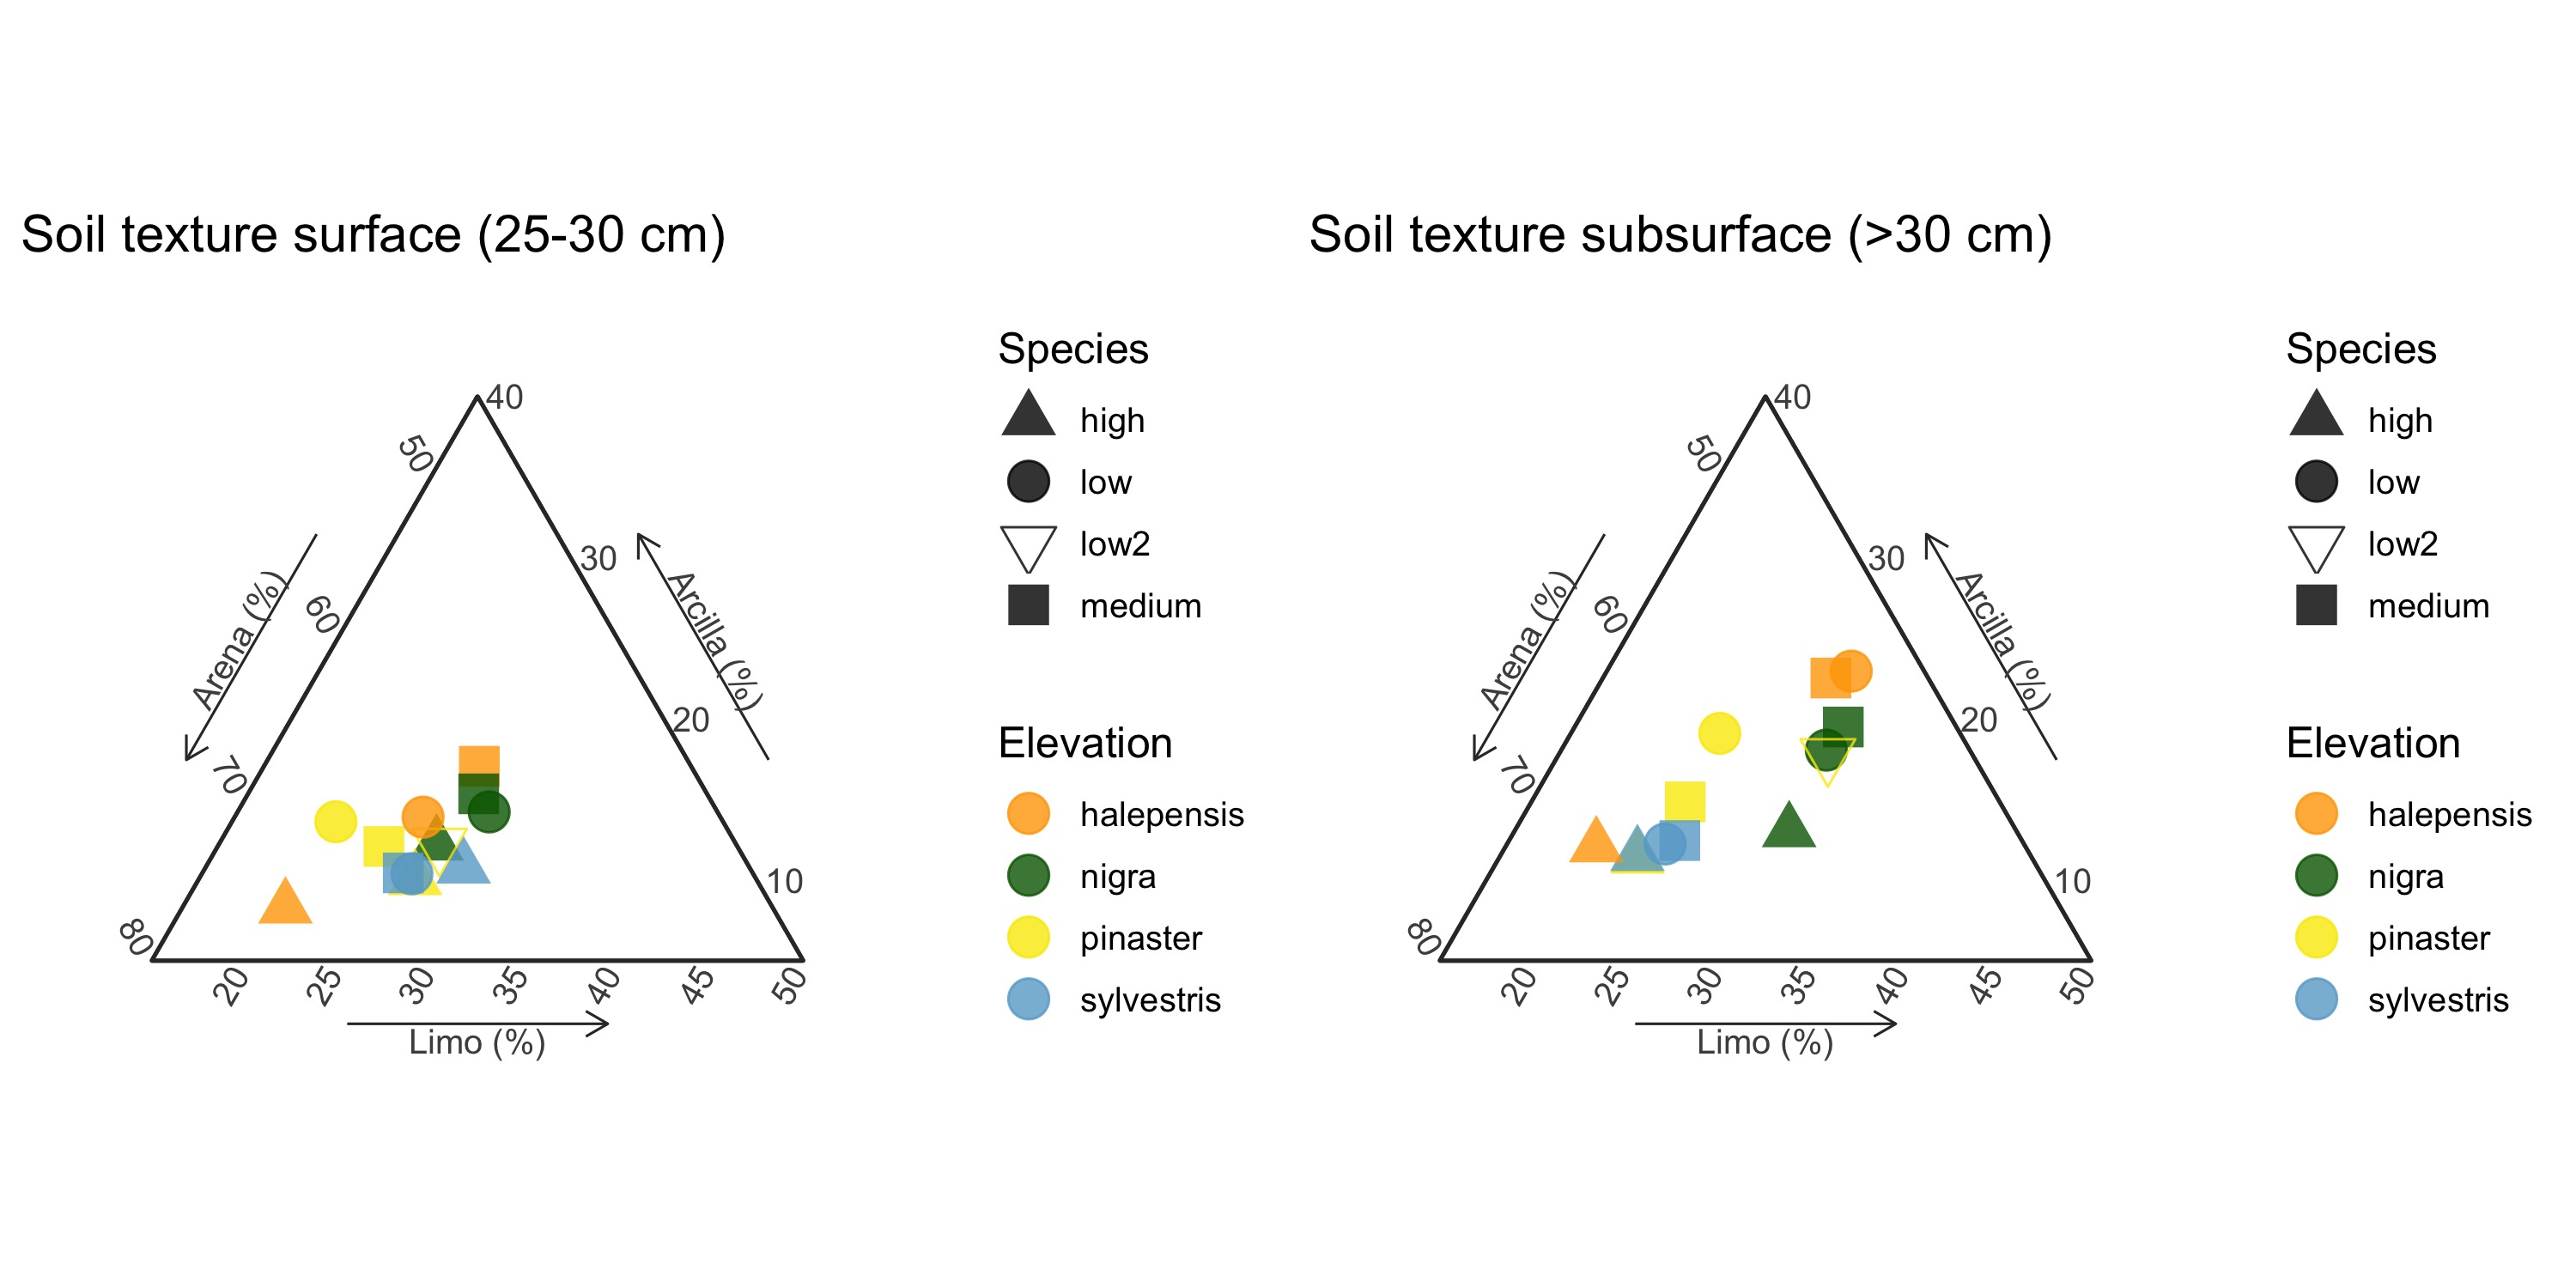 Soil texture surface (25-30 cm)
40
50
30
60
20
70
10
80
20 25 30 35 40 45 50
Arena (%)
Arcilla (%)
Limo (%)
Species
high
low
low2
medium
Elevation
halepensis
nigra
pinaster
sylvestris
Soil texture subsurface (>30 cm)
40
50
30
60
20
70
10
80
20 25 30 35 40 45 50
Arena (%)
Arcilla (%)
Limo (%)
Species
high
low
low2
medium
Elevation
halepensis
nigra
pinaster
sylvestris